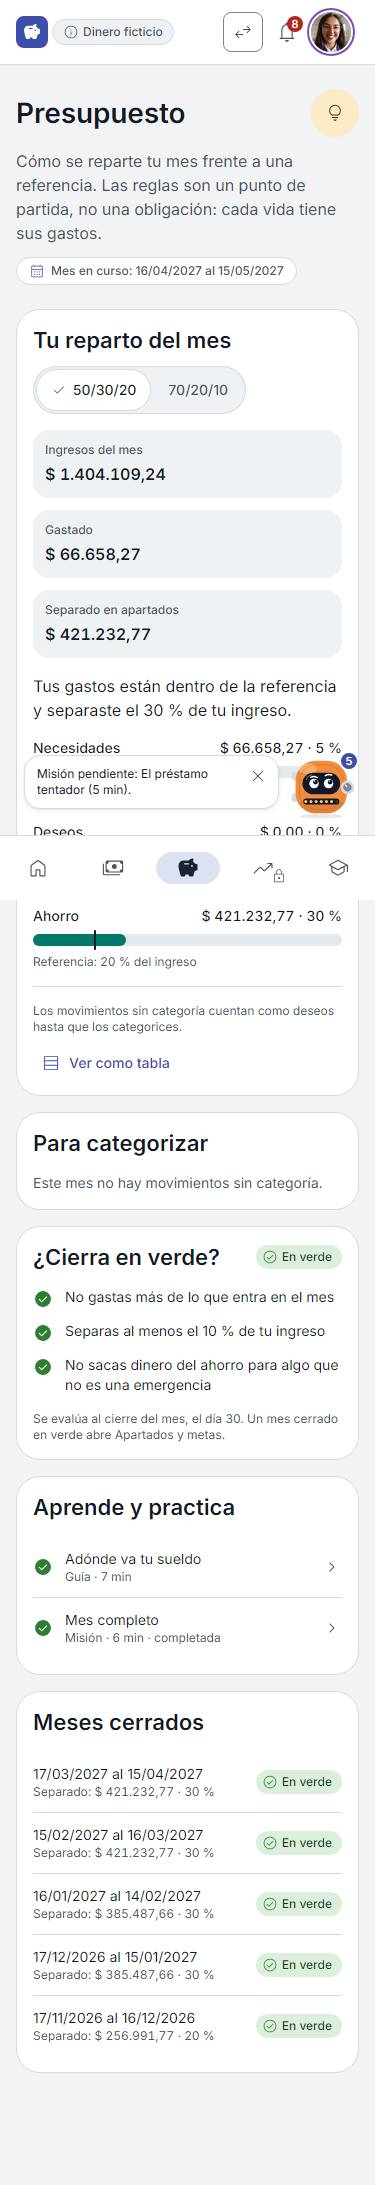 Dinero ficticio
8
Presupuesto
Cómo se reparte tu mes frente a una
referencia. Las reglas son un punto de
partida, no una obligación: cada vida tiene
sus gastos.
Mes en curso: 16/04/2027 al 15/05/2027
Tu reparto del mes
50/30/20
70/20/10
Ingresos del mes
$ 1.404.109,24
Gastado
$ 66.658,27
Separado en apartados
$ 421.232,77
Tus gastos están dentro de la referencia
y separaste el 30 % de tu ingreso.
Necesidades $ 66.658,27 · 5 %
5
Misión pendiente: El préstamo
tentador (5 min).
Deseos $ 0,00 · 0 %
Ahorro $ 421.232,77 · 30 %
Referencia: 20 % del ingreso
Los movimientos sin categoría cuentan como deseos
hasta que los categorices.
Ver como tabla
Para categorizar
Este mes no hay movimientos sin categoría.
¿Cierra en verde? En verde
No gastas más de lo que entra en el mes
Separas al menos el 10 % de tu ingreso
No sacas dinero del ahorro para algo que
no es una emergencia
Se evalúa al cierre del mes, el día 30. Un mes cerrado
en verde abre Apartados y metas.
Aprende y practica
Adónde va tu sueldo
Guía · 7 min
Mes completo
Misión · 6 min · completada
Meses cerrados
17/03/2027 al 15/04/2027
Separado: $ 421.232,77 · 30 %
En verde
15/02/2027 al 16/03/2027
Separado: $ 421.232,77 · 30 %
En verde
16/01/2027 al 14/02/2027
Separado: $ 385.487,66 · 30 %
En verde
17/12/2026 al 15/01/2027
Separado: $ 385.487,66 · 30 %
En verde
17/11/2026 al 16/12/2026
Separado: $ 256.991,77 · 20 %
En verde